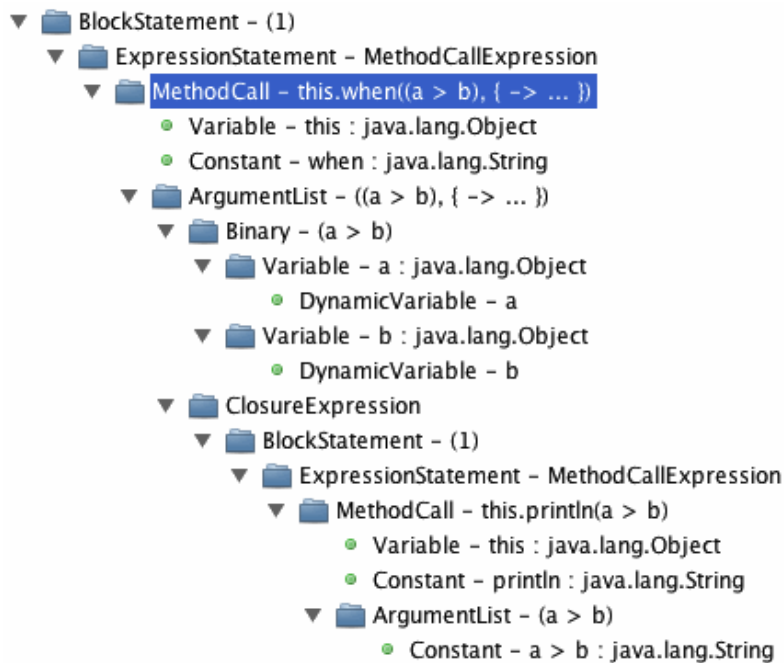 BlockStatement – (1)
ExpressionStatement – MethodCallExpression
MethodCall – this.when((a > b), { -> ... })
Variable – this : java.lang.Object
Constant – when : java.lang.String
ArgumentList – ((a > b), { -> ... })
Binary – (a > b)
Variable – a : java.lang.Object
DynamicVariable – a
Variable – b : java.lang.Object
DynamicVariable – b
ClosureExpression
BlockStatement – (1)
ExpressionStatement – MethodCallExpression
MethodCall – this.println(a > b)
Variable – this : java.lang.Object
Constant – println : java.lang.String
ArgumentList – (a > b)
Constant – a > b : java.lang.String